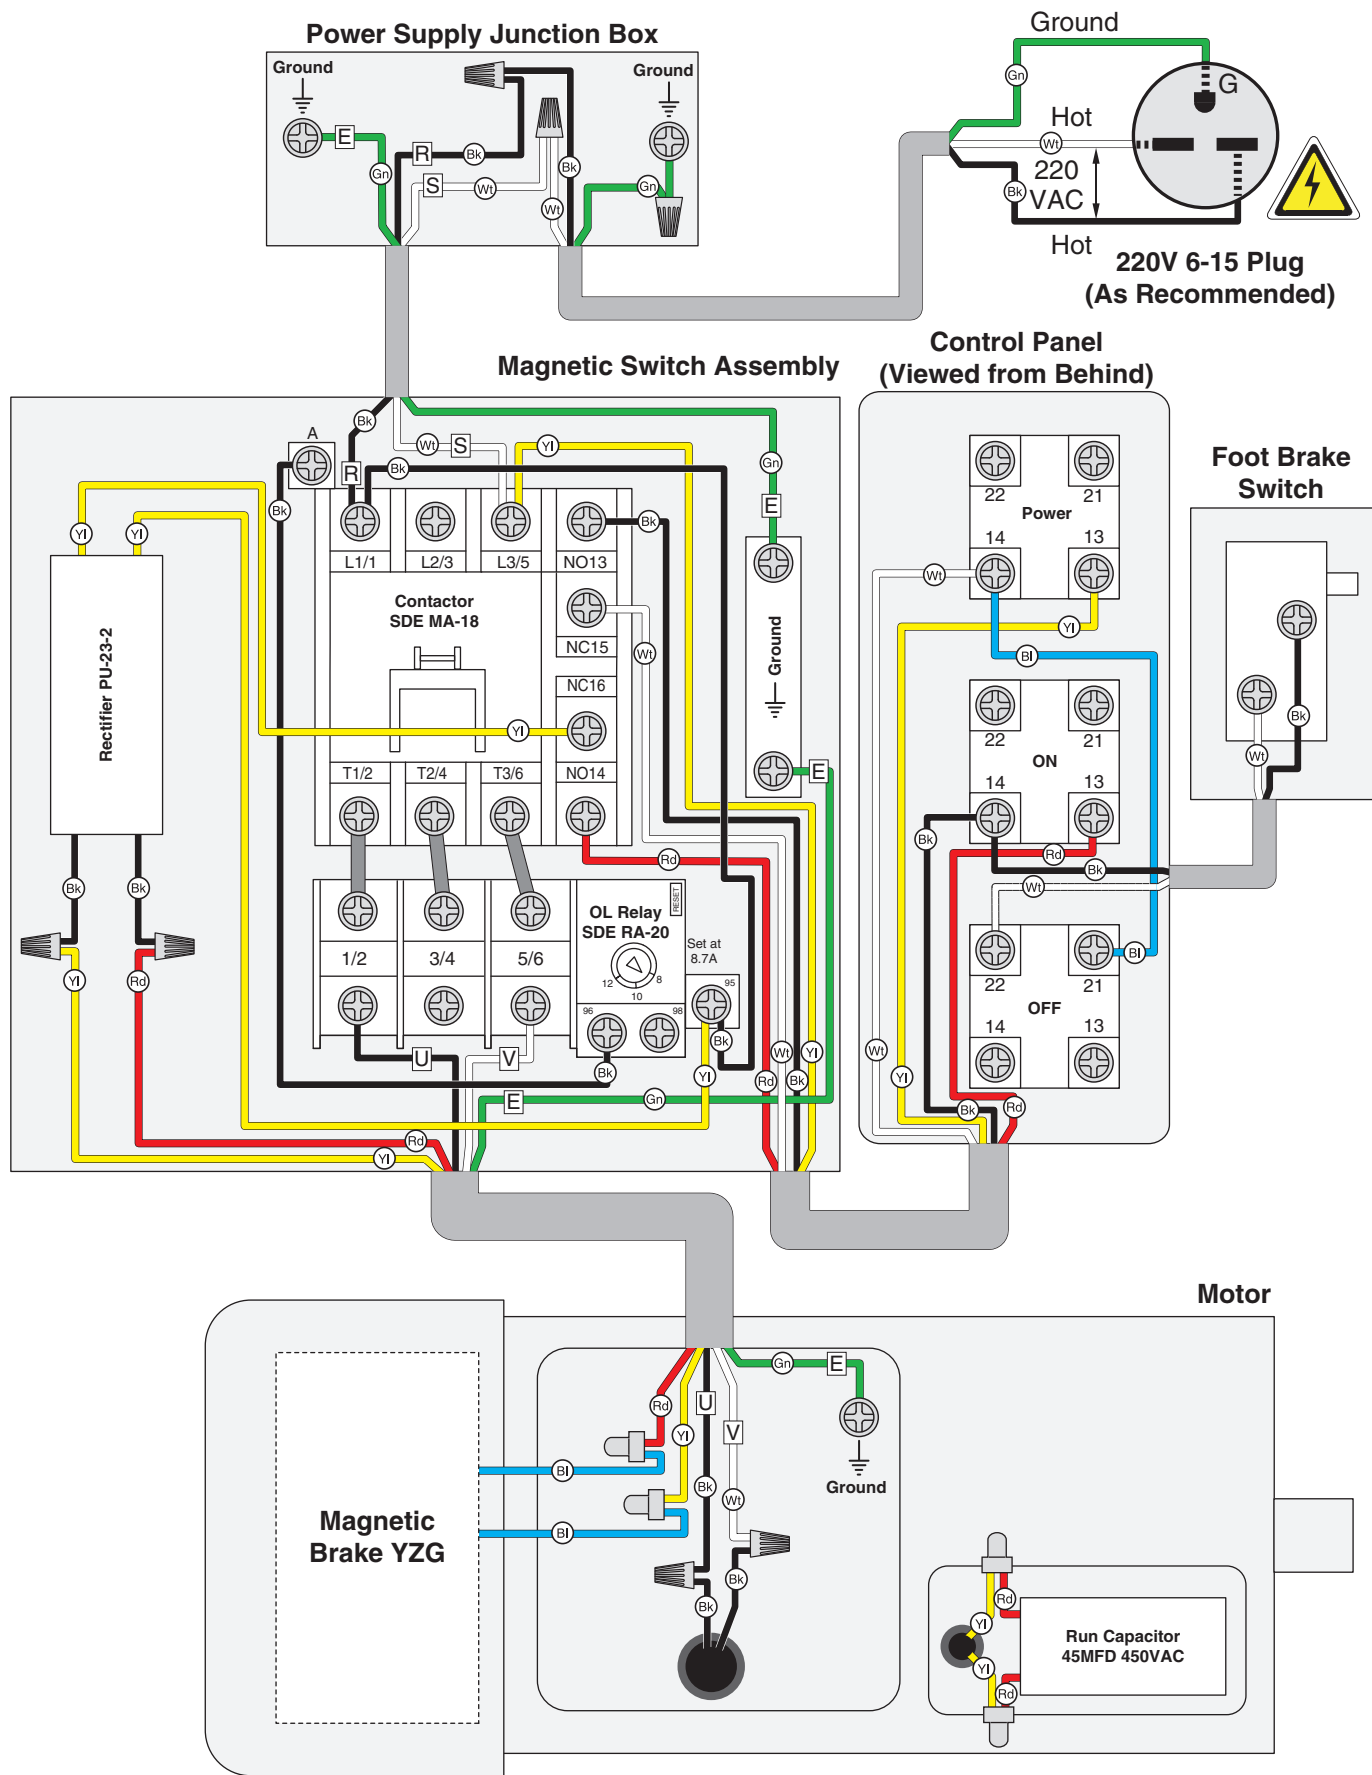 Power Supply Junction Box
Ground
Ground
E
Gn
R
Bk
S
Wt
Bk
Wt
Gn
Ground
Gn
G
Hot
Wt
220
VAC
Bk
Hot
220V 6-15 Plug
(As Recommended)
Magnetic Switch Assembly
A
Bk
Wt
S
Yl
R
Bk
Gn
E
Bk
Yl
Yl
Bk
L1/1
L2/3
L3/5
NO13
Contactor
SDE MA-18
NC15
Wt
NC16
Yl
T1/2
T2/4
T3/6
NO14
Rectifier PU-23-2
Ground
E
Bk
Bk
Rd
OL Relay
SDE RA-20
RESET
Set at
8.7A
1/2
3/4
5/6
12
8
10
95
96
98
Yl
Rd
U
V
Bk
Bk
Yl
Wt
Yl
Rd
Bk
E
Gn
Rd
Yl
Control Panel
(Viewed from Behind)
22
21
Power
14
13
Wt
Yl
Bl
22
21
ON
14
13
Bk
Rd
Bk
Wt
Bl
22
21
OFF
14
13
Wt
Yl
Bk
Rd
Foot Brake
Switch
Bk
Wt
Motor
Gn
E
Rd
U
Yl
V
Ground
Bl
Bk
Wt
Bl
Magnetic
Brake YZG
Bk
Bk
Rd
Yl
Run Capacitor
45MFD 450VAC
Yl
Rd